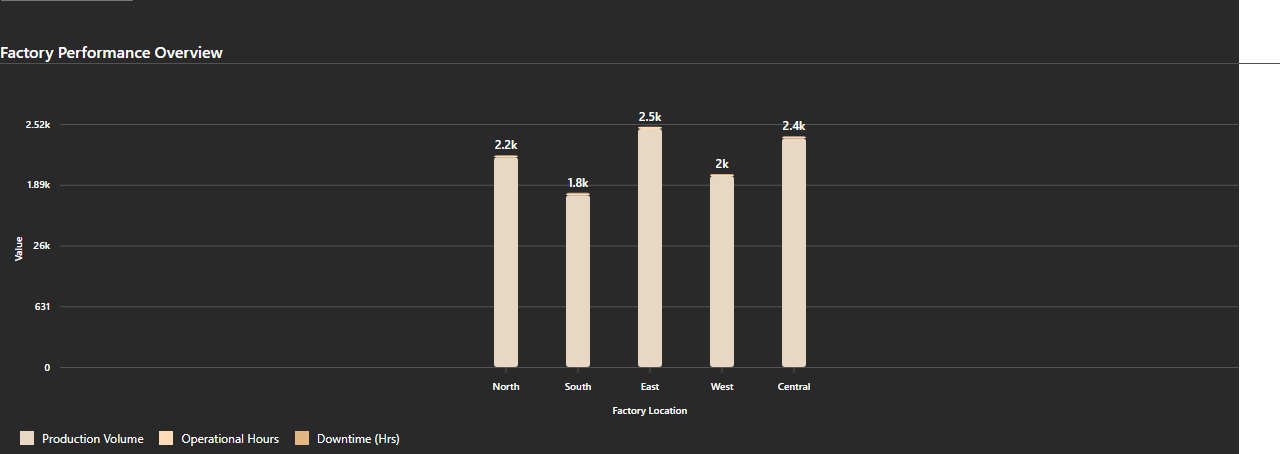 Factory Performance Overview
2.52k
1.89k
26k
631
0
Value
2.2k
1.8k
2.5k
2k
2.4k
North South East West Central
Factory Location
Production Volume Operational Hours Downtime (Hrs)